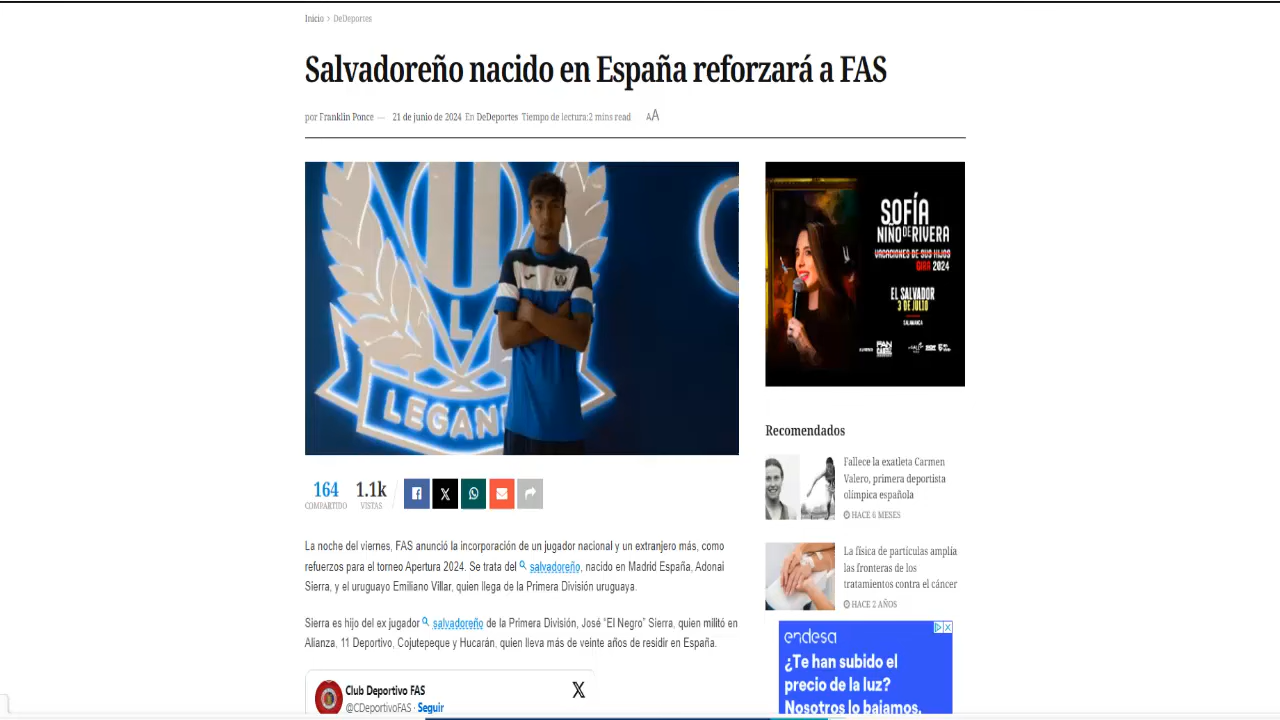 Inicio > DeDeportes
Salvadoreño nacido en España reforzará a FAS
por Franklin Ponce — 21 de junio de 2024 En DeDeportes Tiempo de lectura:2 mins read AA
LEGAN
SOFÍA
NIÑO DE RIVERA
VACACIONES DE SUS HIJOS
GIRA 2024
EL SALVADOR
3 DE JULIO
SALAMANCA
Recomendados
Fallece la exatleta Carmen
Valero, primera deportista
olímpica española
HACE 6 MESES
164
COMPARTIDO
1.1k
VISTAS
La noche del viernes, FAS anunció la incorporación de un jugador nacional y un extranjero más, como
refuerzos para el torneo Apertura 2024. Se trata del salvadoreño, nacido en Madrid España, Adonai
Sierra, y el uruguayo Emiliano Villar, quien llega de la Primera División uruguaya.
Sierra es hijo del ex jugador salvadoreño de la Primera División, José “El Negro” Sierra, quien militó en
Alianza, 11 Deportivo, Cojutepeque y Hucarán, quien lleva más de veinte años de residir en España.
La física de partículas amplía
las fronteras de los
tratamientos contra el cáncer
HACE 2 AÑOS
endesa
¿Te han subido el
precio de la luz?
Nosotros lo bajamos.
Club Deportivo FAS
@CDeportivoFAS · Seguir